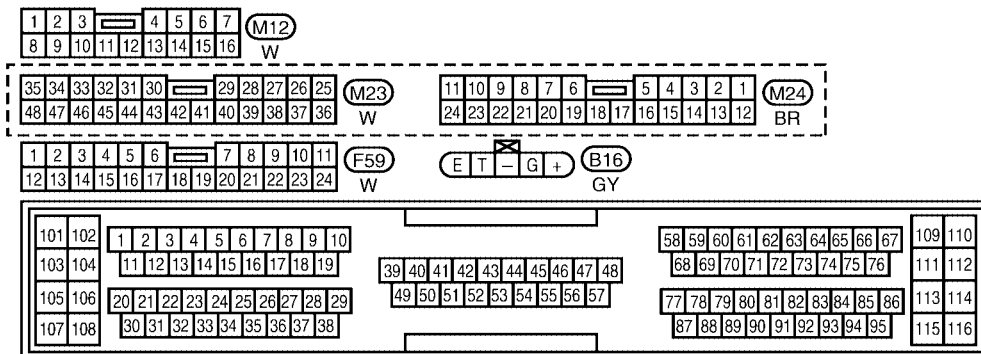 1 2 3 4 5 6 7 M12
8 9 10 11 12 13 14 15 16 W
35 34 33 32 31 30 29 28 27 26 25 M23
48 47 46 45 44 43 42 41 40 39 38 37 36 W
11 10 9 8 7 6 5 4 3 2 1 M24
24 23 22 21 20 19 18 17 16 15 14 13 12 BR
1 2 3 4 5 6 7 8 9 10 11 F59
12 13 14 15 16 17 18 19 20 21 22 23 24 W
E T − G + B16
GY
101 102
103 104
105 106
107 108
1 2 3 4 5 6 7 8 9 10
11 12 13 14 15 16 17 18 19
20 21 22 23 24 25 26 27 28 29
30 31 32 33 34 35 36 37 38
39 40 41 42 43 44 45 46 47 48
49 50 51 52 53 54 55 56 57
58 59 60 61 62 63 64 65 66 67
68 69 70 71 72 73 74 75 76
77 78 79 80 81 82 83 84 85 86
87 88 89 90 91 92 93 94 95
109 110
111 112
113 114
115 116